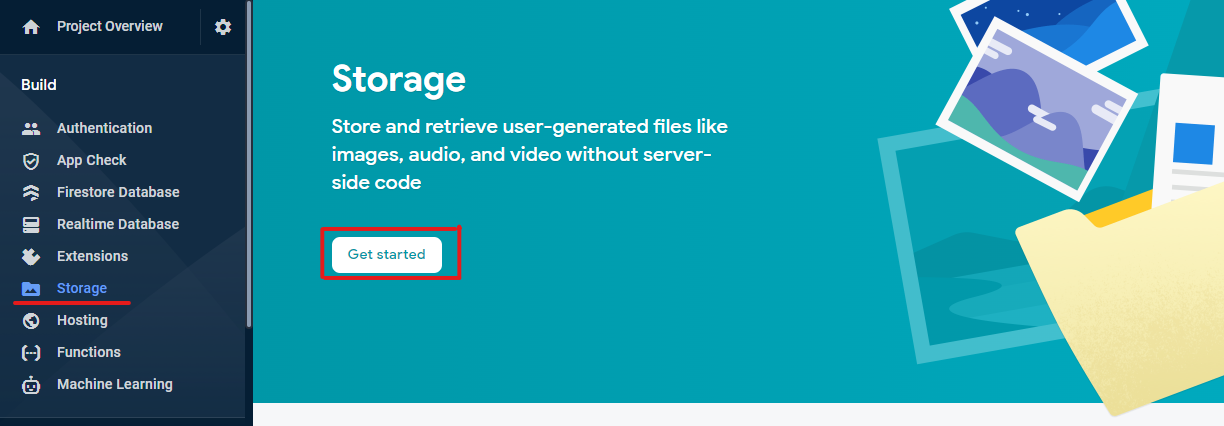 Project Overview
Build
Authentication
App Check
Firestore Database
Realtime Database
Extensions
Storage
Hosting
Functions
Machine Learning
Storage
Store and retrieve user-generated files like
images, audio, and video without server-
side code
Get started